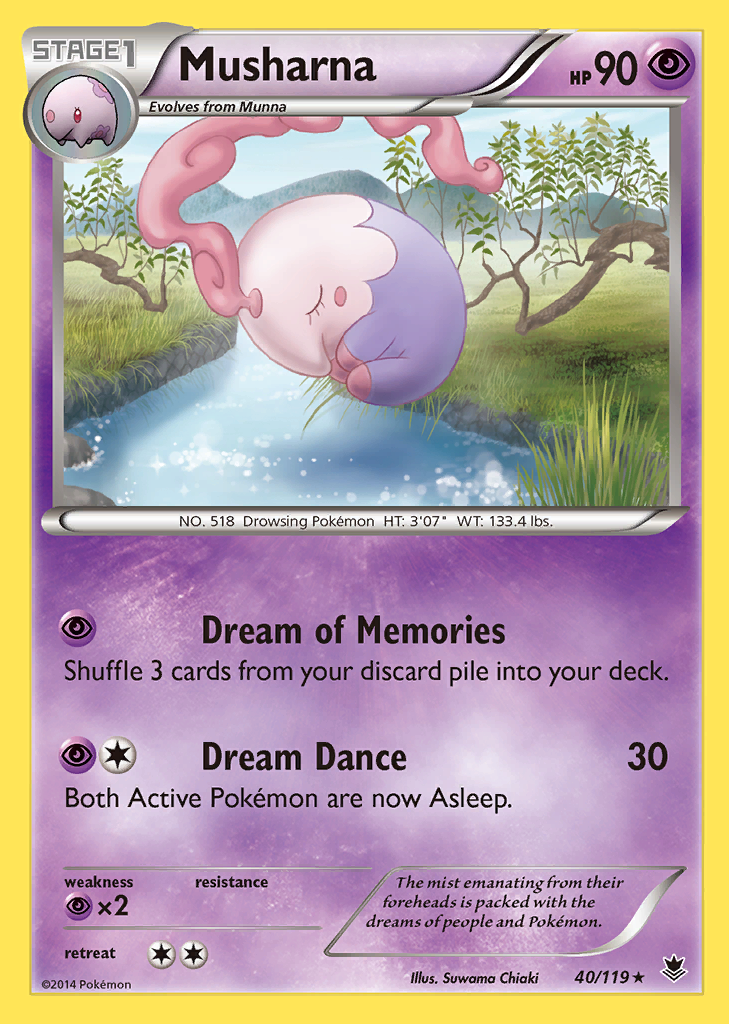 STAGE1
Musharna
HP 90
Evolves from Munna
NO. 518 Drowsing Pokémon HT: 3'07" WT: 133.4 lbs.
Dream of Memories
Shuffle 3 cards from your discard pile into your deck.
Dream Dance 30
Both Active Pokémon are now Asleep.
weakness resistance
×2
The mist emanating from their
foreheads is packed with the
dreams of people and Pokémon.
retreat
©2014 Pokémon
Illus. Suwama Chiaki
40/119 ★